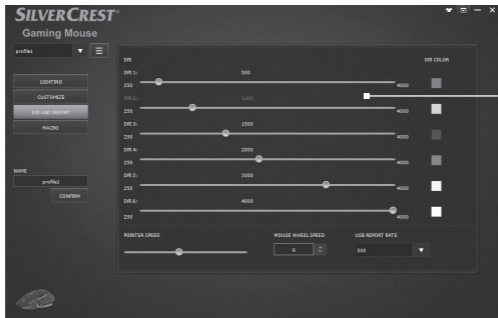 SILVERCREST®
Gaming Mouse
profile1
LIGHTING
CUSTOMIZE
DPI AND REPORT
MACRO
NAME
profile1
CONFIRM
DPI
DPI COLOR
DPI 1:
500
250
4000
DPI 2:
250
4000
DPI 3:
1500
250
4000
DPI 4:
2000
250
4000
DPI 5:
3000
250
4000
DPI 6:
4000
250
4000
POINTER SPEED
MOUSE WHEEL SPEED
USB REPORT RATE
6
500